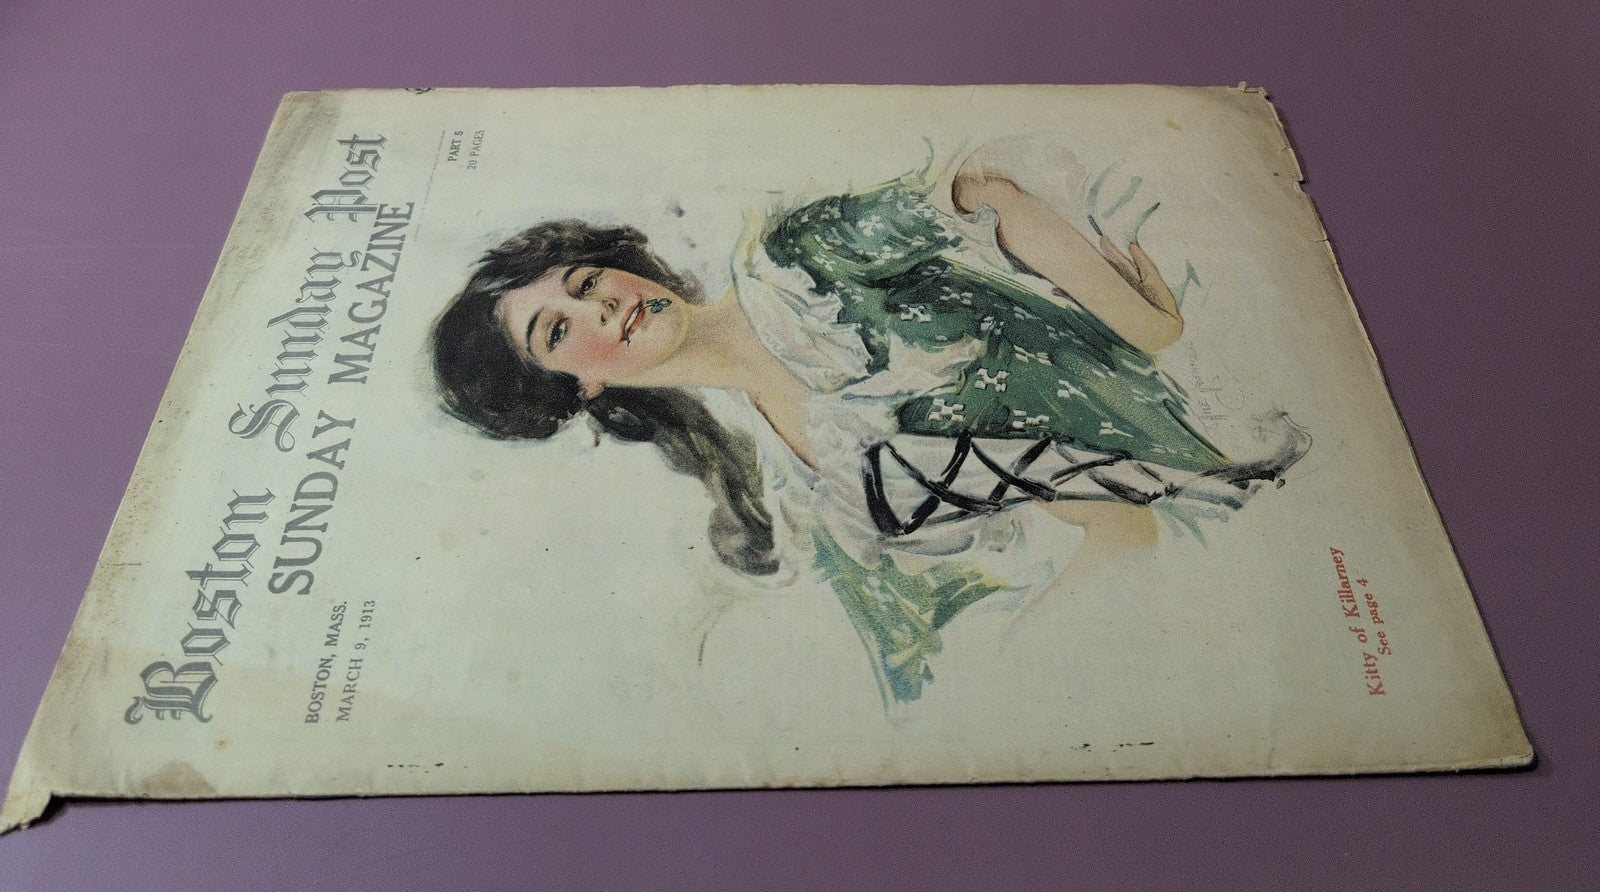 Boston Sunday Post
SUNDAY MAGAZINE
BOSTON, MASS.
MARCH 9, 1913
PART 5
20 PAGES
Kitty of Killarney
See page 4